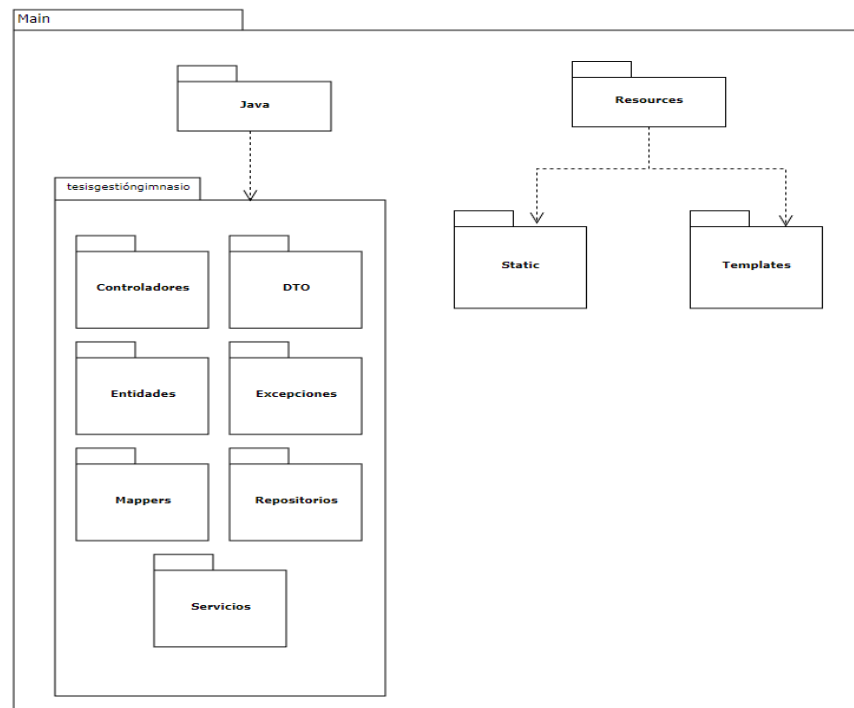 Main
Java
Resources
tesisgestióngimnasio
Static
Templates
Controladores
DTO
Entidades
Excepciones
Mappers
Repositorios
Servicios